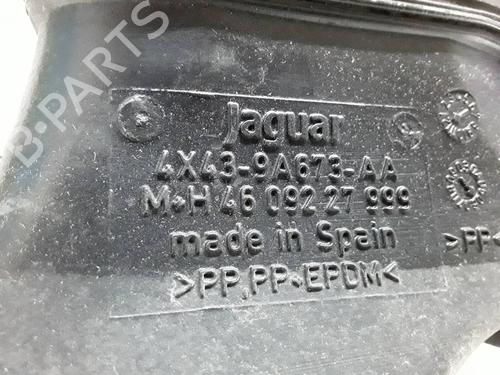 B-PARTS
Jaguar
4X43-9A673-AA
M+H 46 092 27 999
made in Spain
>PP,PP-EPDM<
>PP